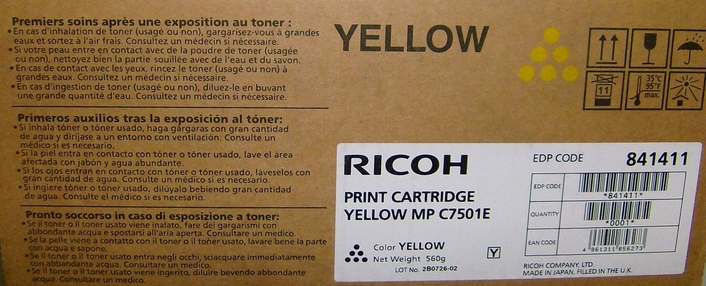 Premiers soins après une exposition au toner :
• En cas d'inhalation de toner (usagé ou non), gargarisez-vous à grandes
eaux et sortez à l'air frais. Consultez un médecin si nécessaire.
• Si votre peau entre en contact avec de la poudre de toner (usagée
ou non), nettoyez bien la partie souillée avec de l'eau et du savon.
• En cas de contact avec les yeux, rincez le toner (usagé ou non) à
grandes eaux. Consultez un médecin si nécessaire.
• En cas d'ingestion de toner (usagé ou non), diluez-le en buvant
une grande quantité d'eau. Consultez un médecin si nécessaire.
Primeros auxilios tras la exposición al tóner:
• Si inhala tóner o tóner usado, haga gárgaras con gran cantidad
de agua y diríjase a un entorno con ventilación. Consulte un
médico si es necesario.
• Si la piel entra en contacto con tóner o tóner usado, lave el área
afectada con jabón y agua abundante.
• Si los ojos entran en contacto con tóner o tóner usado, láveselos con
gran cantidad de agua. Consulte un médico si es necesario.
• Si ingiere tóner o tóner usado, dilúyalo bebiendo gran cantidad
de agua. Consulte el médico si es necesario.
Pronto soccorso in caso di esposizione a toner:
• Se il toner o il toner usato viene inalato, fare dei gargarismi con
abbondante acqua e spostarsi all'aria aperta. Consultare un medico.
• Se la pelle viene a contatto con il toner o il toner usato, lavare bene la parte
con acqua e sapone.
• Se il toner o il toner usato entra negli occhi, sciacquare immediatamente
con abbondante acqua. Consultare un medico.
• Se il toner o il toner usato viene ingerito, diluire bevendo abbondante
acqua. Consultare un medico.
YELLOW
11
35°C
95°F
max.
RICOH
PRINT CARTRIDGE
YELLOW MP C7501E
Color YELLOW
Net Weight 560g
LOT No. 2B0726-02
Y
EDP CODE 841411
EDP CODE
*841411*
QUANTITY
*0001*
EAN CODE
4 961311 856273
RICOH COMPANY, LTD.
MADE IN JAPAN, FILLED IN THE U.K.